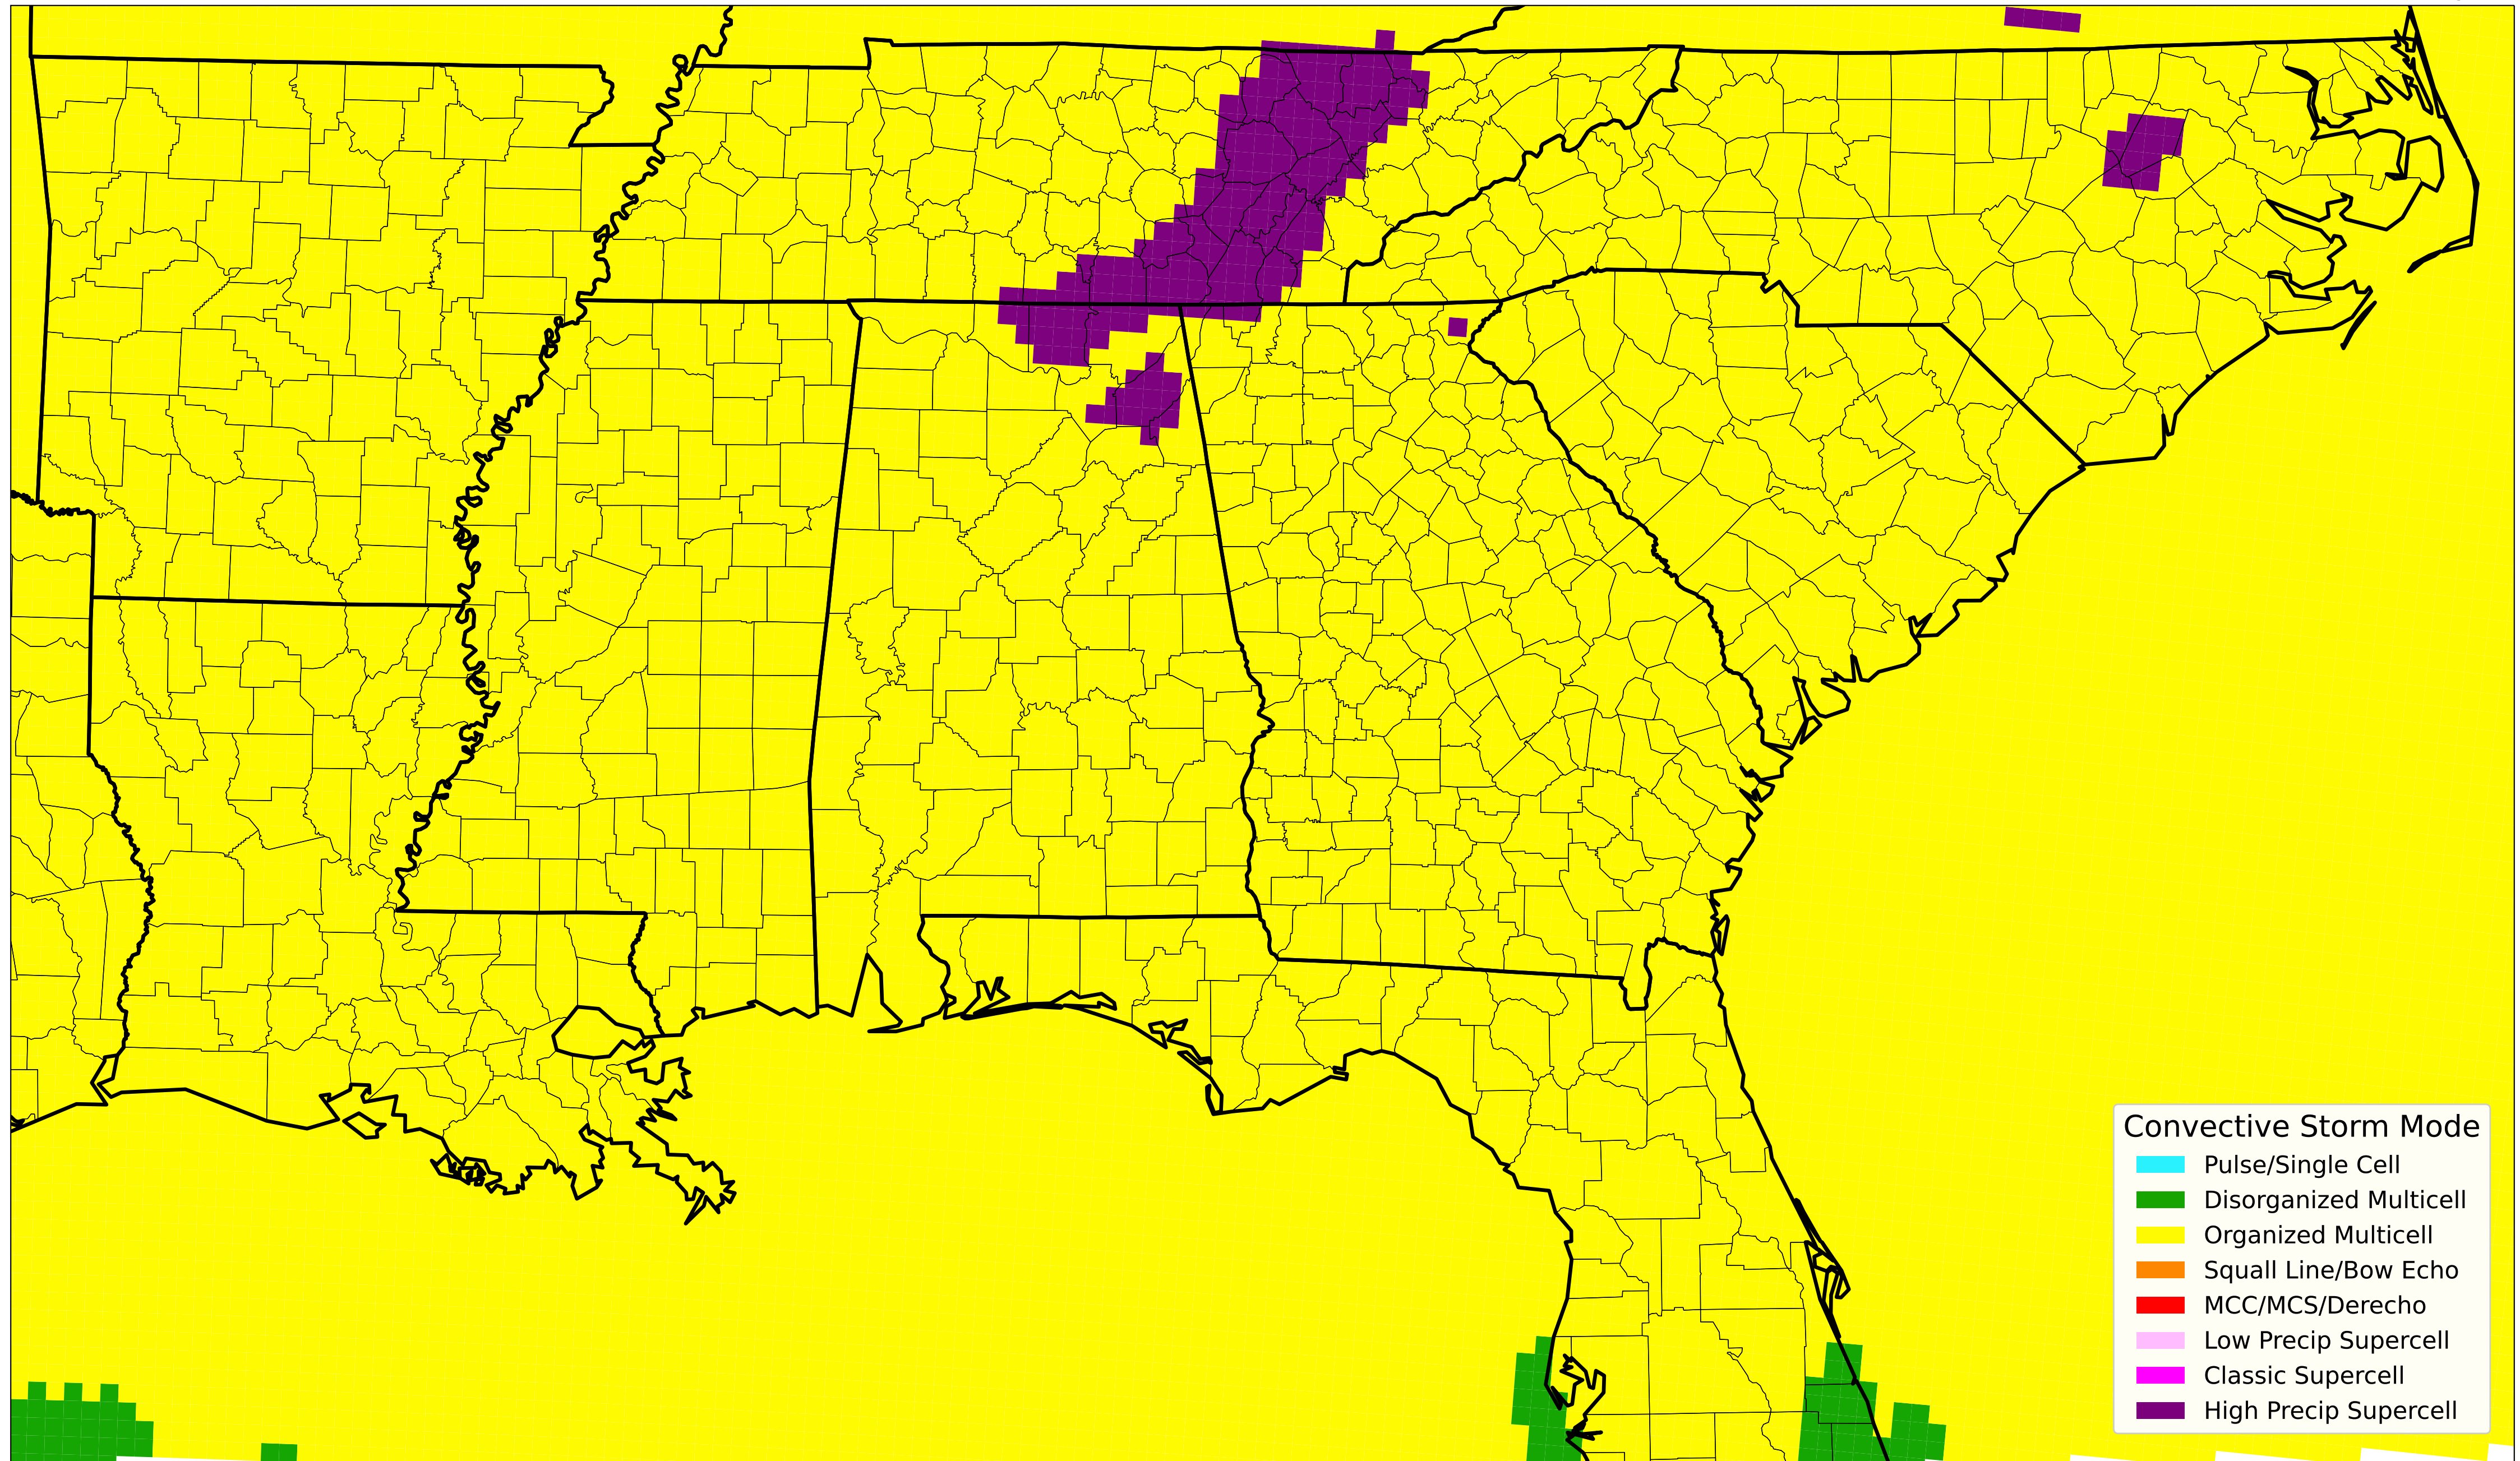 Convective Storm Mode
Pulse/Single Cell
Disorganized Multicell
Organized Multicell
Squall Line/Bow Echo
MCC/MCS/Derecho
Low Precip Supercell
Classic Supercell
High Precip Supercell